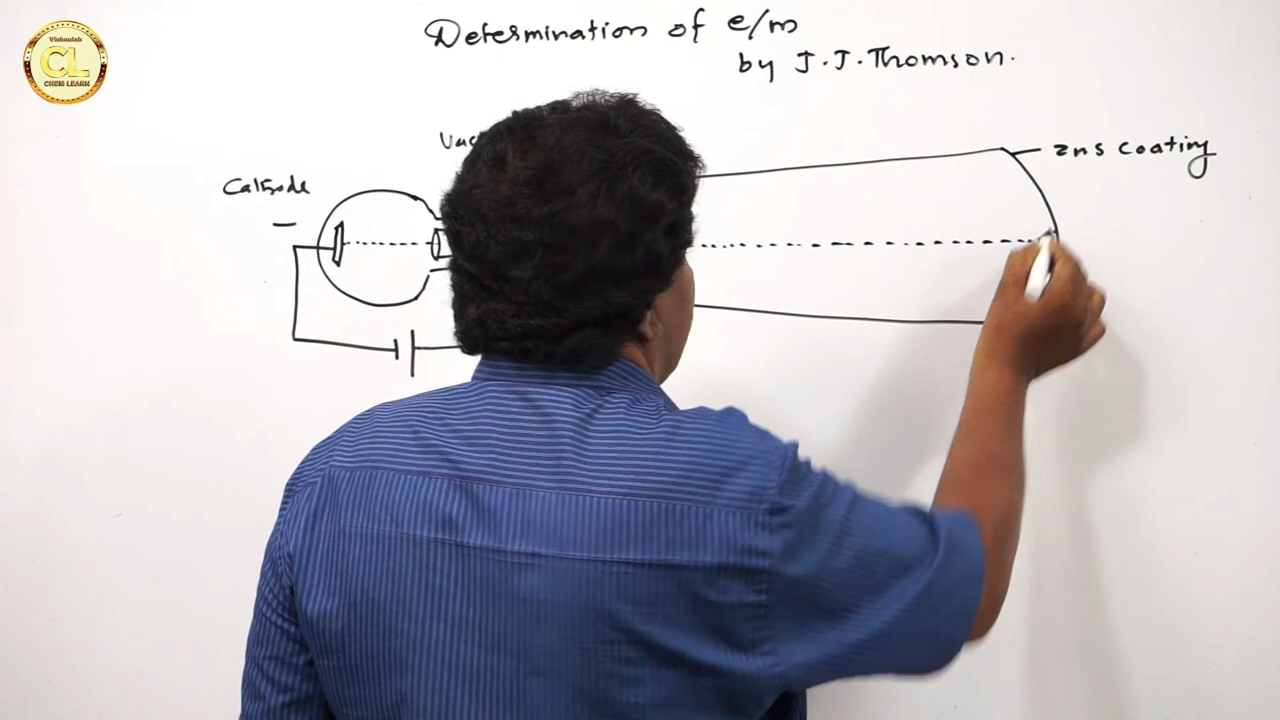 Determination of e/m
by J.J.Thomson.
Vishnulab
CL
CHEM LEARN
zns coating
Cathode